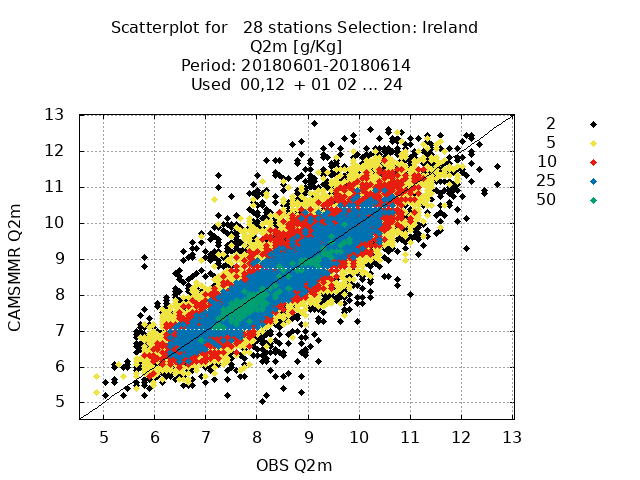 Scatterplot for   28 stations Selection: Ireland
Q2m [g/Kg]
Period: 20180601-20180614
Used  00,12  + 01 02 ... 24
13
12
11
10
9
8
7
6
5
CAMSMMR Q2m
5 6 7 8 9 10 11 12 13
OBS Q2m
2
5
10
25
50